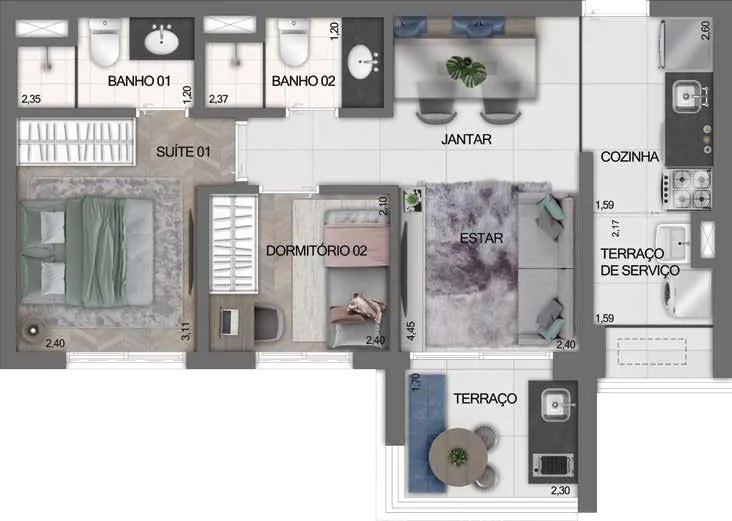 1,20
2,60
BANHO 01
BANHO 02
2,35
1,20
2,37
JANTAR
SUÍTE 01
COZINHA
2,10
1,59
2,17
ESTAR
DORMITÓRIO 02
TERRAÇO
DE SERVIÇO
1,59
3,11
4,45
2,40
2,40
2,40
1,70
TERRAÇO
2,30